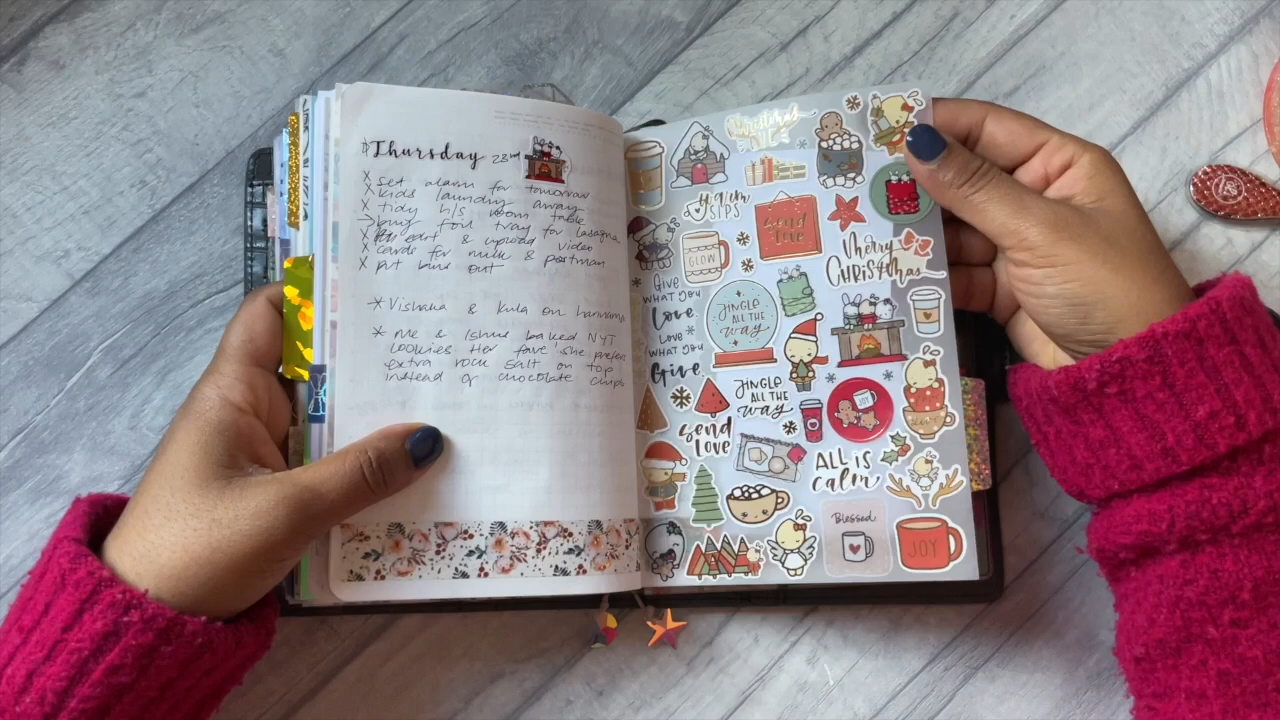 Thursday 23rd
X set alarm for tomorrow
X kids laundry away
X tidy h/s room table
→ buy foil tray for lasagna
X edit & upload video
X cards for milk & postman
X put bins out
* Vishaka & Kula on
* Me & Ishna baked NYT
cookies. Her fave, she prefers
extra rock salt on top
instead of chocolate chips
Christmas
LOVE
warm
SIPS
send
love
GLOW
Merry
CHRISTmas
Give
WHAT YOU
Love.
LOVE
WHAT YOU
Give.
JINGLE
ALL THE
way
JINGLE
ALL THE
way
JOY
send
LOVE
ALL IS
calm
Blessed
JOY